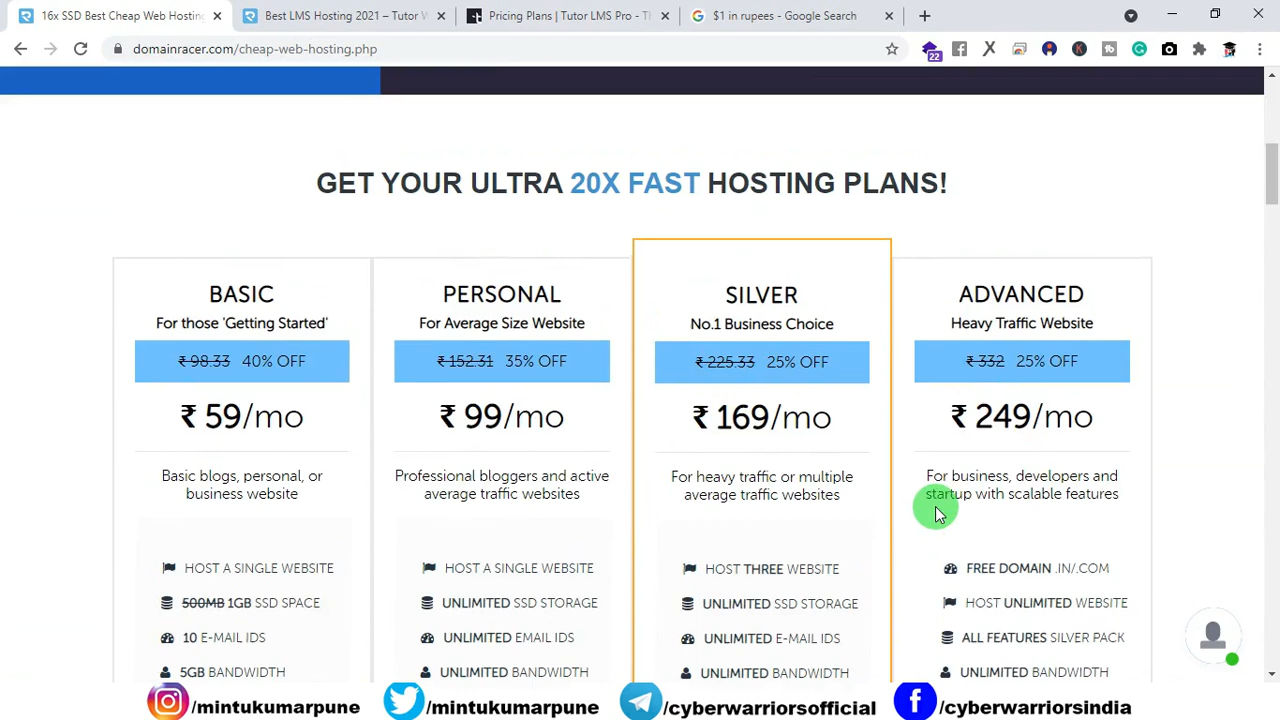 16x SSD Best Cheap Web Hosting
Best LMS Hosting 2021 – Tutor W
Pricing Plans | Tutor LMS Pro - Th
$1 in rupees - Google Search
domainracer.com/cheap-web-hosting.php
22
GET YOUR ULTRA 20X FAST HOSTING PLANS!
BASIC
For those 'Getting Started'
₹ 98.33 40% OFF
₹ 59/mo
Basic blogs, personal, or
business website
HOST A SINGLE WEBSITE
500MB 1GB SSD SPACE
10 E-MAIL IDS
5GB BANDWIDTH
PERSONAL
For Average Size Website
₹ 152.31 35% OFF
₹ 99/mo
Professional bloggers and active
average traffic websites
HOST A SINGLE WEBSITE
UNLIMITED SSD STORAGE
UNLIMITED EMAIL IDS
UNLIMITED BANDWIDTH
SILVER
No.1 Business Choice
₹ 225.33 25% OFF
₹ 169/mo
For heavy traffic or multiple
average traffic websites
HOST THREE WEBSITE
UNLIMITED SSD STORAGE
UNLIMITED E-MAIL IDS
UNLIMITED BANDWIDTH
ADVANCED
Heavy Traffic Website
₹ 332 25% OFF
₹ 249/mo
For business, developers and
startup with scalable features
FREE DOMAIN .IN/.COM
HOST UNLIMITED WEBSITE
ALL FEATURES SILVER PACK
UNLIMITED BANDWIDTH
/mintukumarpune
/mintukumarpune
/cyberwarriorsofficial
/cyberwarriorsindia